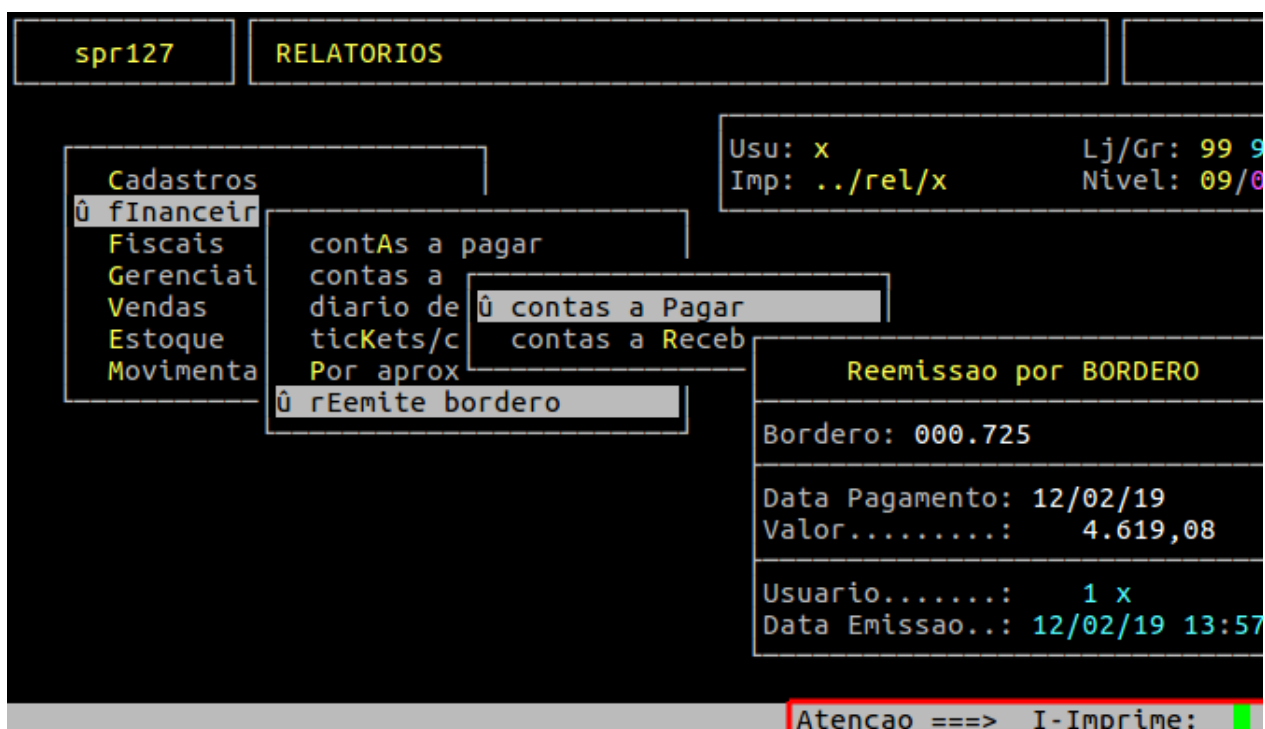 spr127
RELATORIOS
Usu: x Lj/Gr: 99 9
Imp: ../rel/x Nivel: 09/0
Cadastros
û fInanceir
Fiscais
Gerenciai
Vendas
Estoque
Movimenta
contAs a pagar
contas a
diario de
ticKets/c
Por aprox
û rEemite bordero
û contas a Pagar
contas a Receb
Reemissao por BORDERO
Bordero: 000.725
Data Pagamento: 12/02/19
Valor.........: 4.619,08
Usuario.......: 1 x
Data Emissao..: 12/02/19 13:57
Atencao ===> I-Imprime: